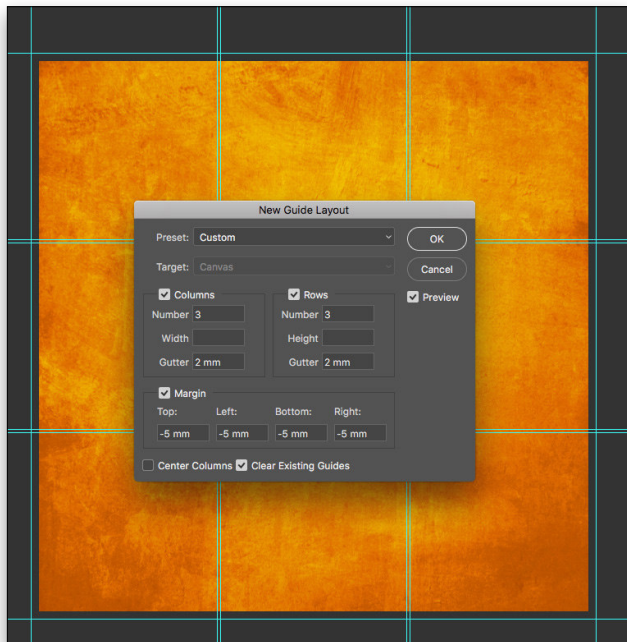 New Guide Layout
Preset: Custom
OK
Target: Canvas
Cancel
Columns
Rows
Preview
Number 3
Number 3
Width
Height
Gutter 2 mm
Gutter 2 mm
Margin
Top: Left: Bottom: Right:
-5 mm -5 mm -5 mm -5 mm
Center Columns Clear Existing Guides